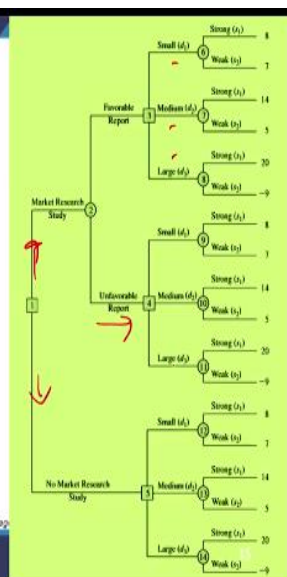 Strong (s₁) 8
Small (d₁) 6
Weak (s₂) 7
Strong (s₁) 14
Favorable Report 3 Medium (d₂) 7
Weak (s₂) 5
Strong (s₁) 20
Large (d₃) 8
Weak (s₂) -9
Market Research Study 2
Strong (s₁) 8
Small (d₁) 9
Weak (s₂) 7
1
Strong (s₁) 14
Unfavorable Report 4 Medium (d₂) 10
Weak (s₂) 5
Strong (s₁) 20
Large (d₃) 11
Weak (s₂) -9
Strong (s₁) 8
Small (d₁) 12
Weak (s₂) 7
Strong (s₁) 14
No Market Research Study 5 Medium (d₂) 13
Weak (s₂) 5
Strong (s₁) 20
Large (d₃) 14
Weak (s₂) -9